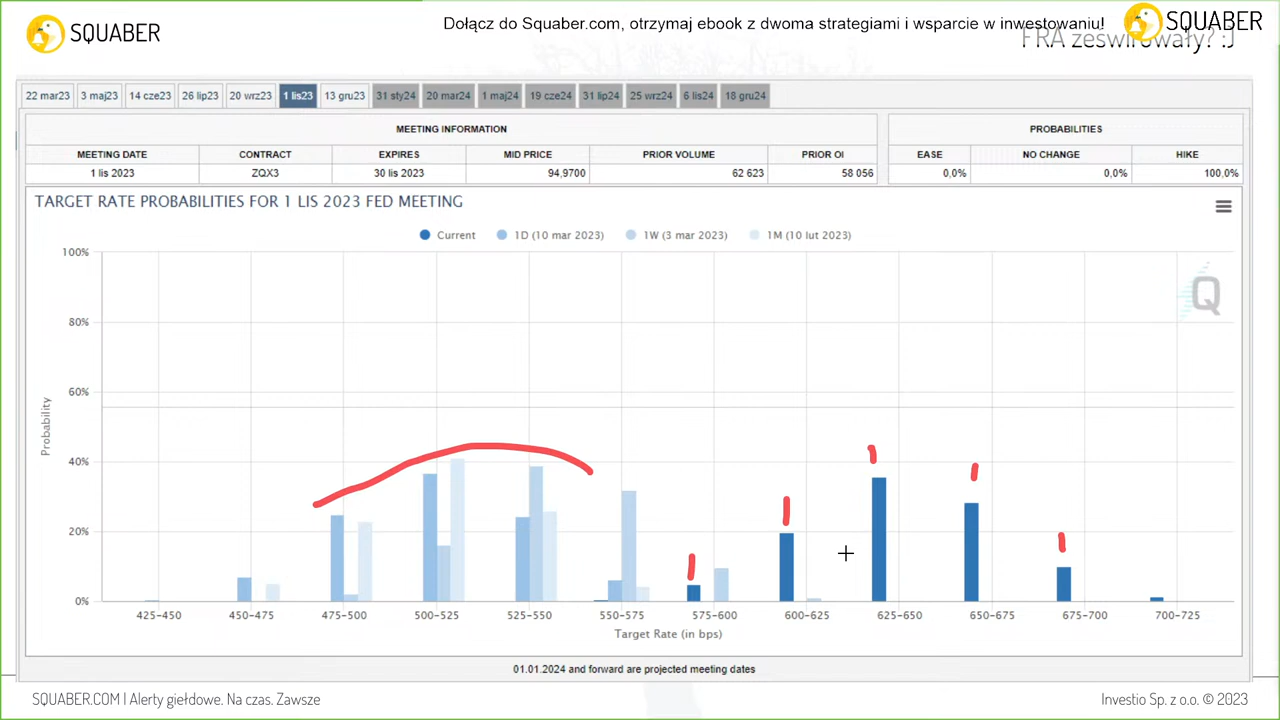 SQUABER
Dołącz do Squaber.com, otrzymaj ebook z dwoma strategiami i wsparcie w inwestowaniu!
SQUABER
FRA ześwirowały? :)
22 mar23 3 maj23 14 cze23 26 lip23 20 wrz23 1 lis23 13 gru23 31 sty24 20 mar24 1 maj24 19 cze24 31 lip24 25 wrz24 6 lis24 18 gru24
MEETING INFORMATION PROBABILITIES
MEETING DATE CONTRACT EXPIRES MID PRICE PRIOR VOLUME PRIOR OI EASE NO CHANGE HIKE
1 lis 2023 ZQX3 30 lis 2023 94,9700 62 623 58 056 0,0% 0,0% 100,0%
TARGET RATE PROBABILITIES FOR 1 LIS 2023 FED MEETING
Current 1D (10 mar 2023) 1W (3 mar 2023) 1M (10 lut 2023)
100%
Q
80%
60%
Probability
40%
20%
0%
425-450 450-475 475-500 500-525 525-550 550-575 575-600 600-625 625-650 650-675 675-700 700-725
Target Rate (in bps)
01.01.2024 and forward are projected meeting dates
SQUABER.COM | Alerty giełdowe. Na czas. Zawsze Investio Sp. z o.o. © 2023